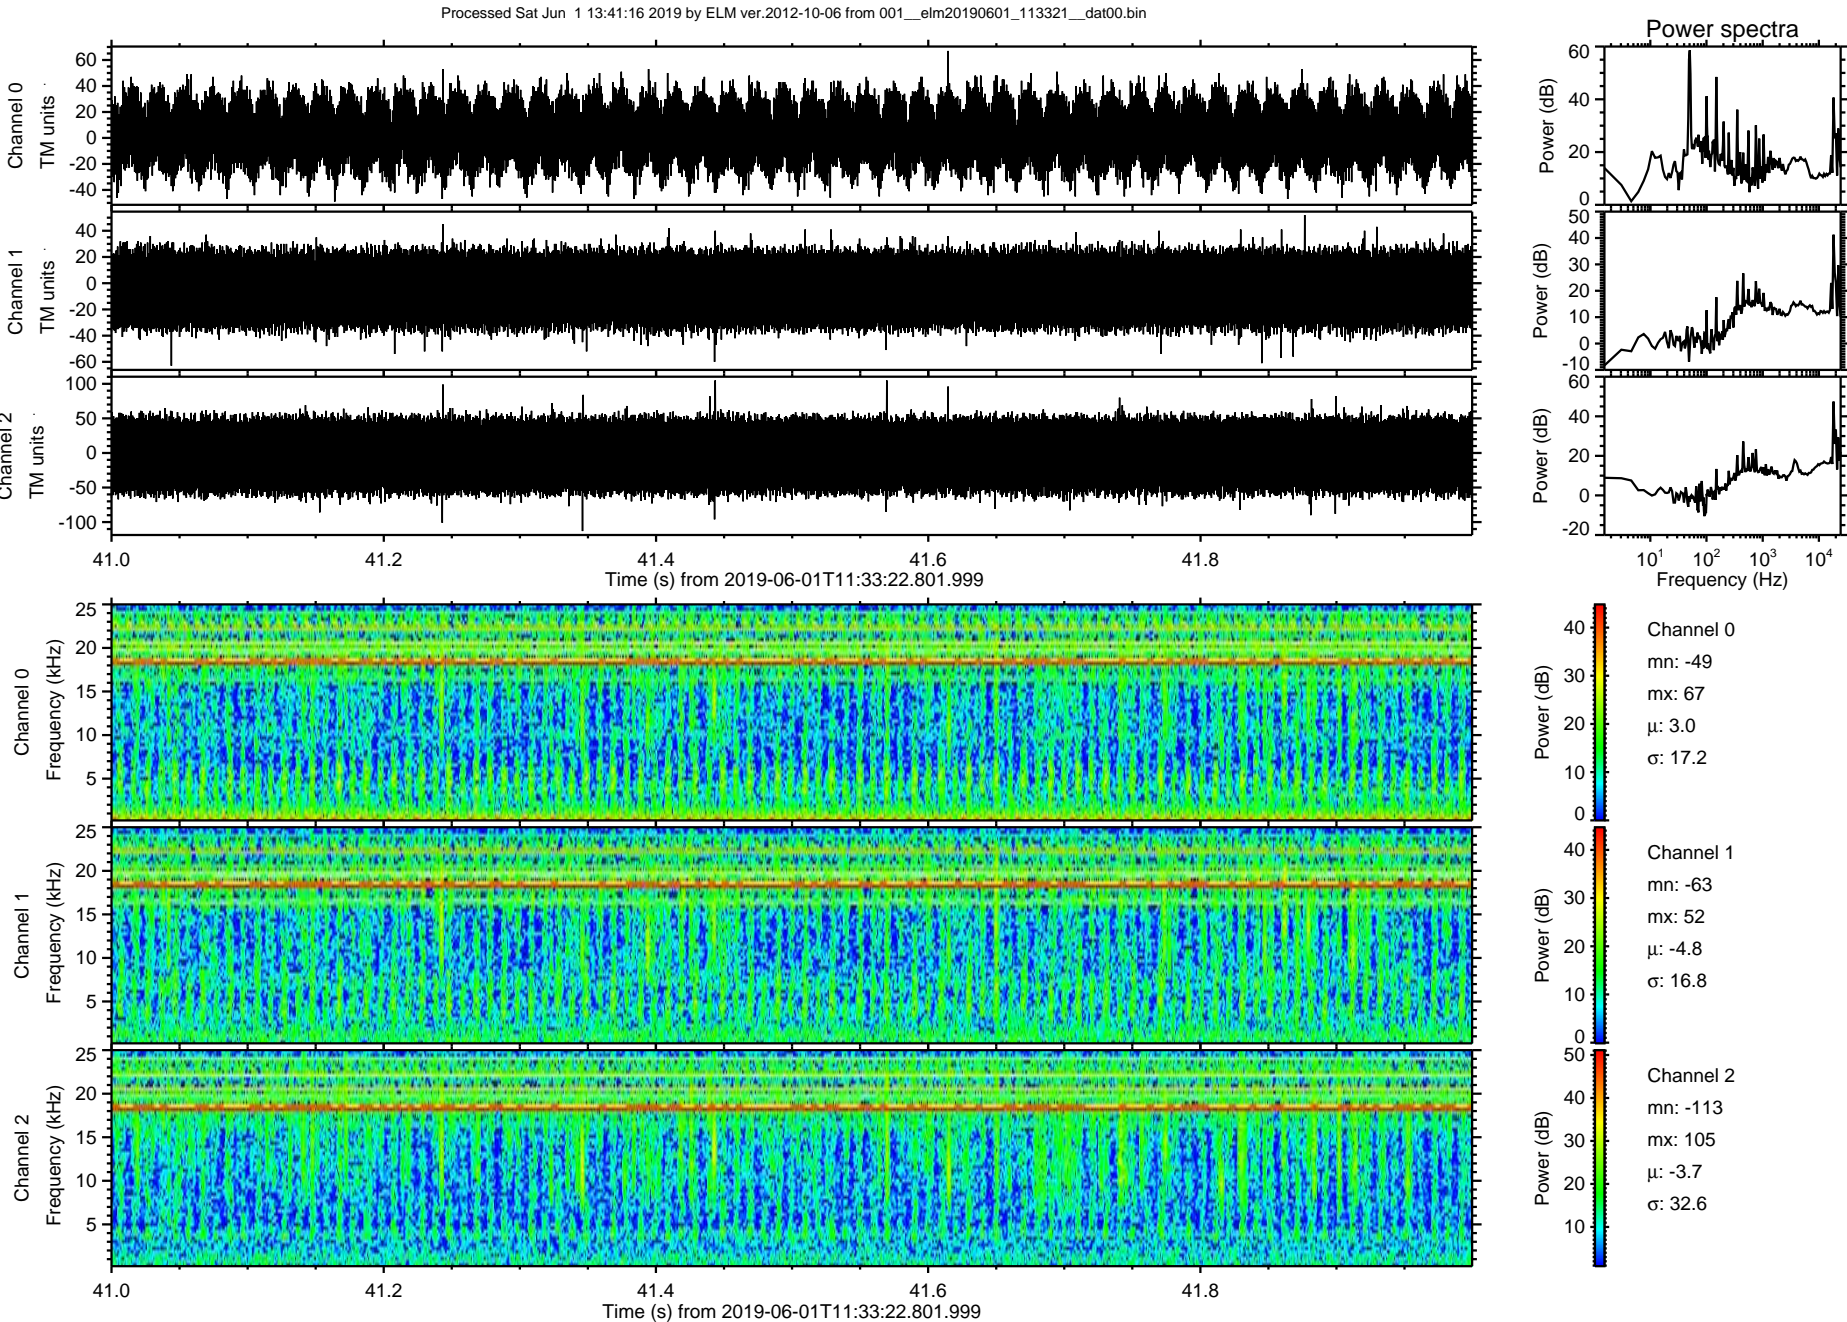 Processed Sat Jun  1 13:41:16 2019 by ELM ver.2012-10-06 from 001__elm20190601_113321__dat00.bin
Power spectra
Channel 0
TM units
60
40
20
0
-20
-40
Power (dB)
60
40
20
0
Channel 1
TM units
40
20
0
-20
-40
-60
Power (dB)
50
40
30
20
10
0
-10
Channel 2
TM units
100
50
0
-50
-100
Power (dB)
60
40
20
0
-20
41.0 41.2 41.4 41.6 41.8
Time (s) from 2019-06-01T11:33:22.801.999
10^1 10^2 10^3 10^4
Frequency (Hz)
Channel 0
Frequency (kHz)
25
20
15
10
5
Power (dB)
40
30
20
10
0
Channel 0
mn: -49
mx: 67
μ: 3.0
σ: 17.2
Channel 1
Frequency (kHz)
25
20
15
10
5
Power (dB)
40
30
20
10
0
Channel 1
mn: -63
mx: 52
μ: -4.8
σ: 16.8
Channel 2
Frequency (kHz)
25
20
15
10
5
Power (dB)
50
40
30
20
10
Channel 2
mn: -113
mx: 105
μ: -3.7
σ: 32.6
41.0 41.2 41.4 41.6 41.8
Time (s) from 2019-06-01T11:33:22.801.999